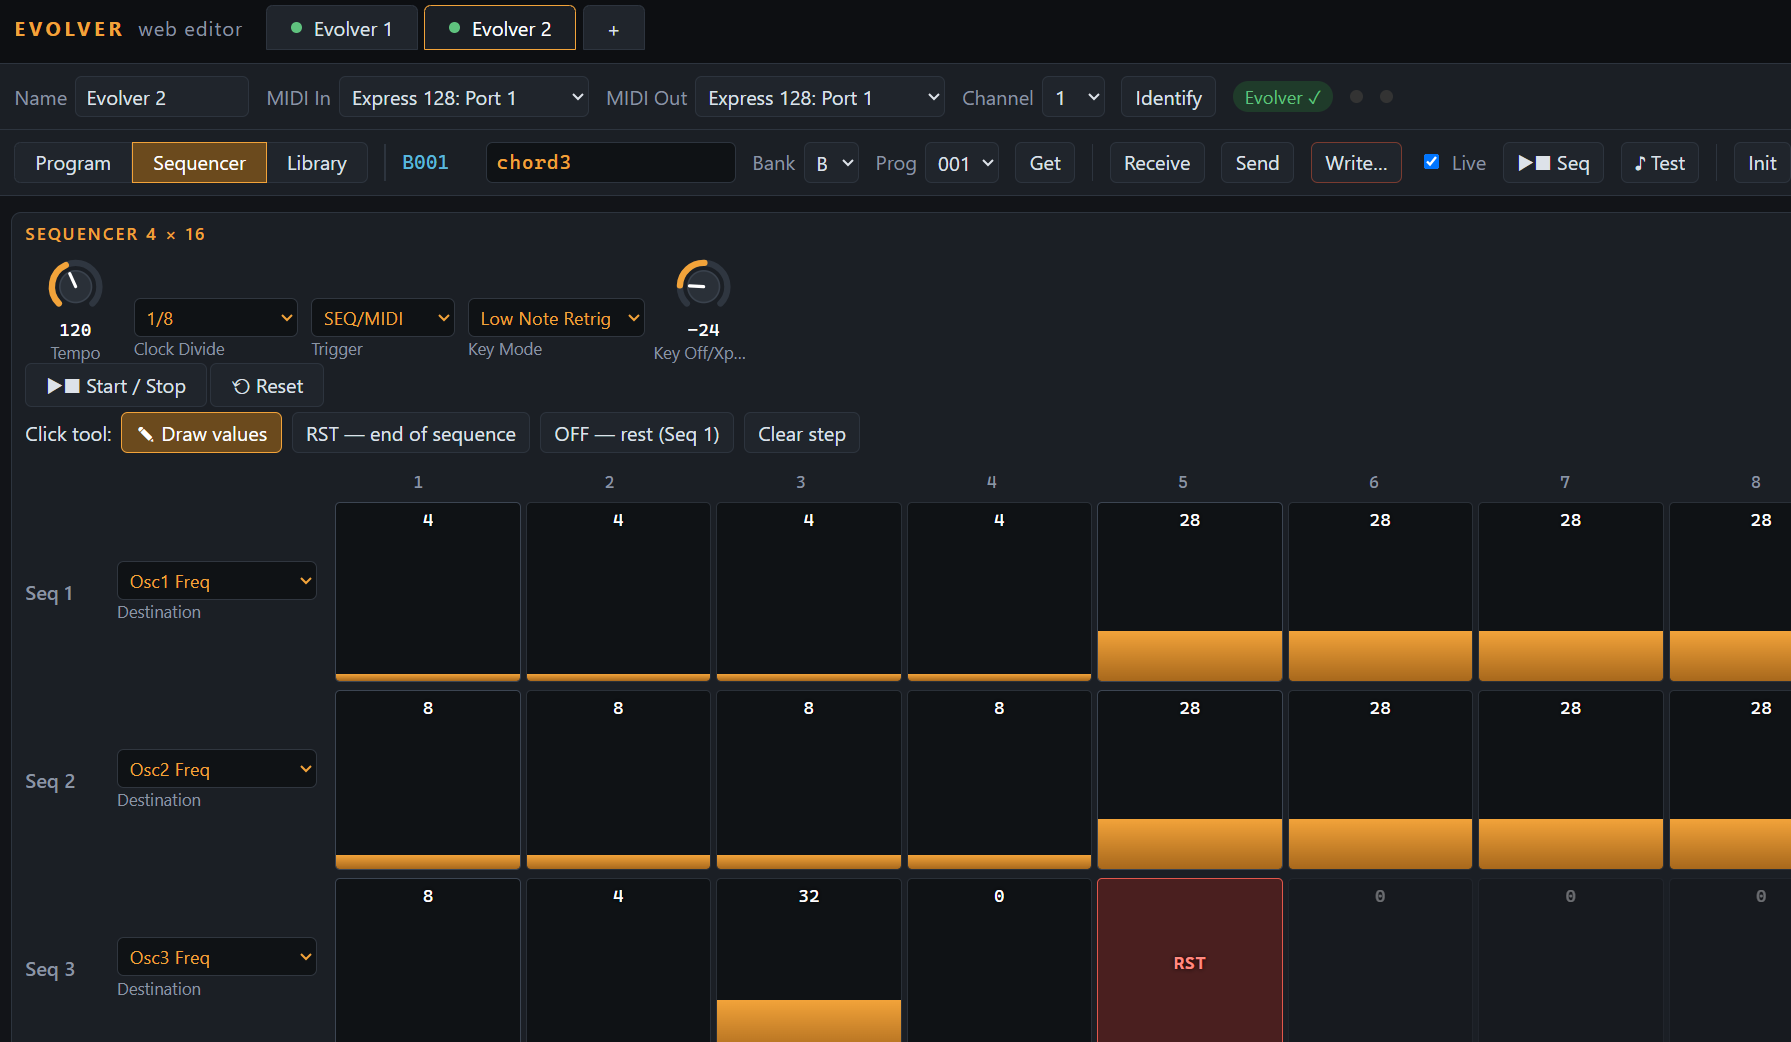 EVOLVER web editor Evolver 1 Evolver 2 +
Name Evolver 2 MIDI In Express 128: Port 1 MIDI Out Express 128: Port 1 Channel 1 Identify Evolver ✓
Program Sequencer Library B001 chord3 Bank B Prog 001 Get Receive Send Write... Live ▶■ Seq ♪ Test Init
SEQUENCER 4 × 16
120 1/8 SEQ/MIDI Low Note Retrig −24
Tempo Clock Divide Trigger Key Mode Key Off/Xp...
▶■ Start / Stop ⟲ Reset
Click tool: ✎ Draw values RST — end of sequence OFF — rest (Seq 1) Clear step
1 2 3 4 5 6 7 8
4 4 4 4 28 28 28 28
Seq 1 Osc1 Freq
Destination
8 8 8 8 28 28 28 28
Seq 2 Osc2 Freq
Destination
8 4 32 0 0 0 0
Seq 3 Osc3 Freq RST
Destination